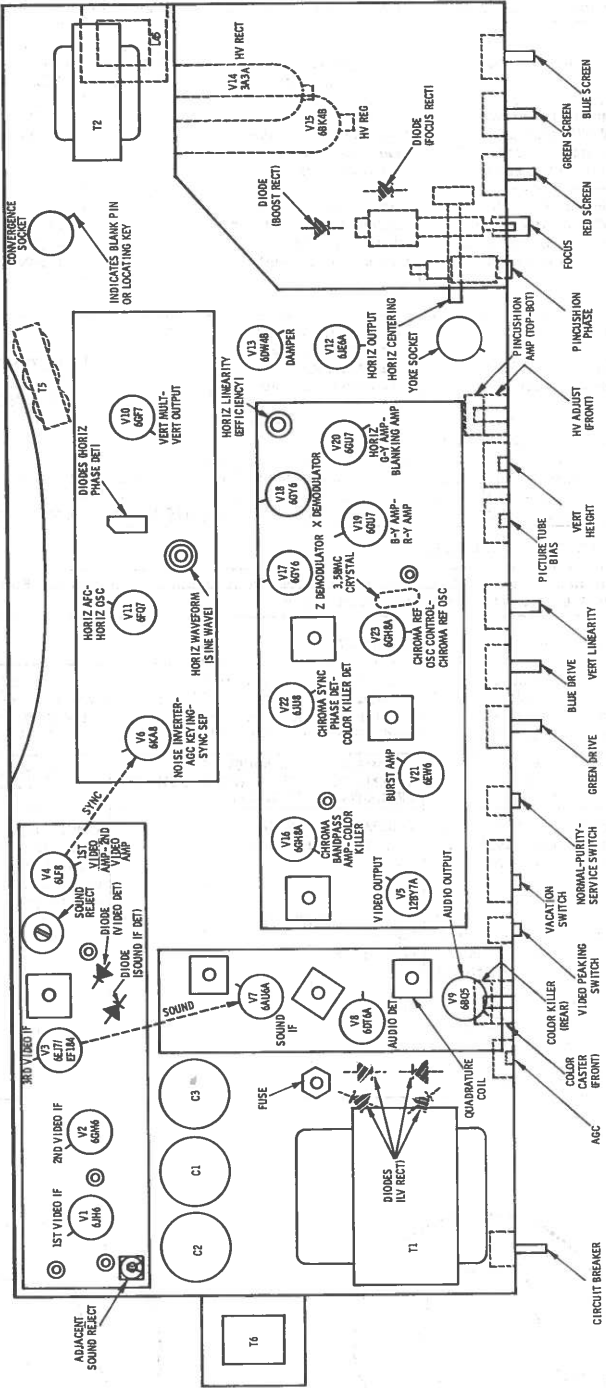 ADJACENT
SOUND REJECT
1ST VIDEO IF
V1
6JH6
2ND VIDEO IF
V2
6GM6
3RD VIDEO IF
V3
6EJ7/
EF184
DIODE
(SOUND IF DET)
DIODE
(VIDEO DET)
SOUND
REJECT
V4
6LF8
1ST
VIDEO
AMP-2ND
VIDEO
AMP
SYNC
V6
6KA8
NOISE INVERTER-
AGC KEYING-
SYNC SEP
HORIZ AFC-
HORIZ OSC
V11
6FQ7
HORIZ WAVEFORM
(SINE WAVE)
DIODES (HORIZ
PHASE DET)
V10
6GF7
VERT MULT-
VERT OUTPUT
T5
CONVERGENCE
SOCKET
INDICATES BLANK PIN
OR LOCATING KEY
T2
V14
3A3A
HV RECT
V15
6BK4B
HV REG
DIODE
(BOOST RECT)
DIODE
(FOCUS RECT)
V13
6DW4B
DAMPER
V12
6JE6A
HORIZ OUTPUT
HORIZ CENTERING
YOKE SOCKET
HORIZ LINEARITY
(EFFICIENCY)
V18
6GY6
X DEMODULATOR
V20
6GU7
HORIZ
G-Y AMP-
BLANKING AMP
V17
6GY6
Z DEMODULATOR
V19
6GU7
B-Y AMP-
R-Y AMP
3.58MC
CRYSTAL
V23
6GH8A
CHROMA REF
OSC CONTROL-
CHROMA REF OSC
V22
6JU8
CHROMA SYNC
PHASE DET-
COLOR KILLER DET
V21
6EW6
BURST AMP
V16
6GH8A
CHROMA
BANDPASS
AMP-COLOR
KILLER
VIDEO OUTPUT
V5
12BY7A
SOUND
V7
6AU6A
SOUND
IF
V8
6DT6A
AUDIO DET
AUDIO OUTPUT
V9
6BQ5
QUADRATURE
COIL
C2
C1
C3
FUSE
DIODES
(LV RECT)
T1
T6
CIRCUIT BREAKER
AGC
COLOR
CASTER
(FRONT)
COLOR KILLER
(REAR)
VIDEO PEAKING
SWITCH
VACATION
SWITCH
NORMAL-PURITY-
SERVICE SWITCH
GREEN DRIVE
BLUE DRIVE
VERT LINEARITY
PICTURE TUBE
BIAS
VERT
HEIGHT
HV ADJUST
(FRONT)
PINCUSHION
AMP (TOP-BOT)
PINCUSHION
PHASE
FOCUS
RED SCREEN
GREEN SCREEN
BLUE SCREEN